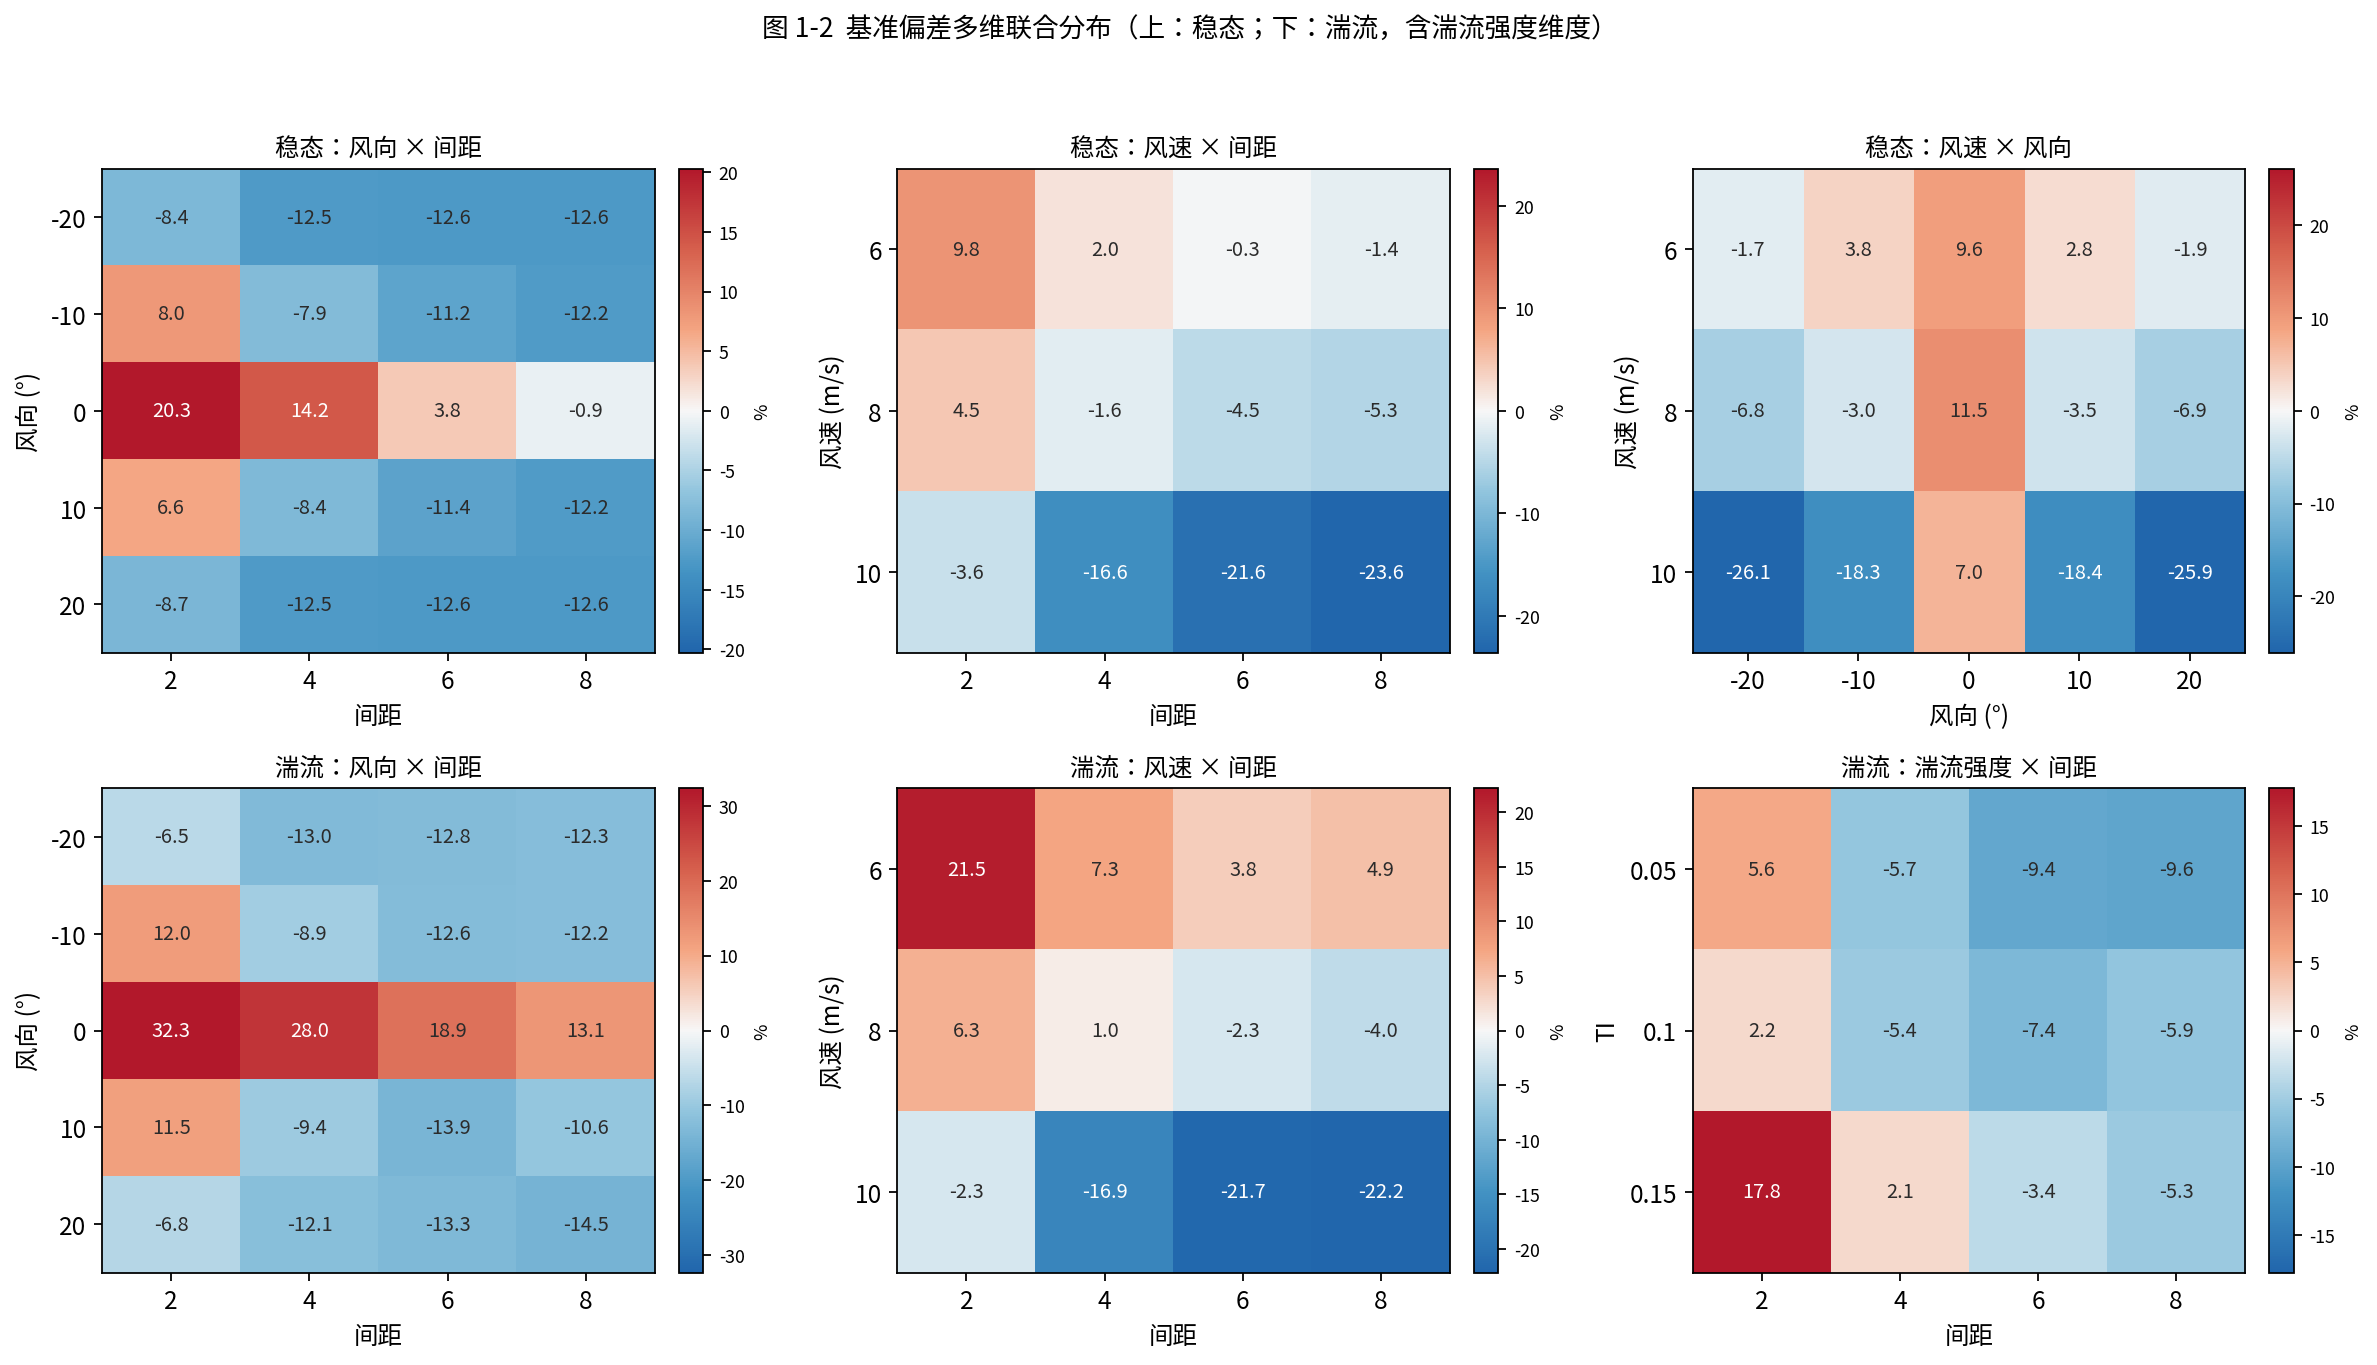 图 1-2 基准偏差多维联合分布（上：稳态；下：湍流，含湍流强度维度）
稳态：风向 × 间距
风向 (°)
-20 -8.4 -12.5 -12.6 -12.6
-10 8.0 -7.9 -11.2 -12.2
0 20.3 14.2 3.8 -0.9
10 6.6 -8.4 -11.4 -12.2
20 -8.7 -12.5 -12.6 -12.6
2 4 6 8
间距
20
15
10
5
0
-5
-10
-15
-20
%
稳态：风速 × 间距
风速 (m/s)
6 9.8 2.0 -0.3 -1.4
8 4.5 -1.6 -4.5 -5.3
10 -3.6 -16.6 -21.6 -23.6
2 4 6 8
间距
20
10
0
-10
-20
%
稳态：风速 × 风向
风速 (m/s)
6 -1.7 3.8 9.6 2.8 -1.9
8 -6.8 -3.0 11.5 -3.5 -6.9
10 -26.1 -18.3 7.0 -18.4 -25.9
-20 -10 0 10 20
风向 (°)
20
10
0
-10
-20
%
湍流：风向 × 间距
风向 (°)
-20 -6.5 -13.0 -12.8 -12.3
-10 12.0 -8.9 -12.6 -12.2
0 32.3 28.0 18.9 13.1
10 11.5 -9.4 -13.9 -10.6
20 -6.8 -12.1 -13.3 -14.5
2 4 6 8
间距
30
20
10
0
-10
-20
-30
%
湍流：风速 × 间距
风速 (m/s)
6 21.5 7.3 3.8 4.9
8 6.3 1.0 -2.3 -4.0
10 -2.3 -16.9 -21.7 -22.2
2 4 6 8
间距
20
15
10
5
0
-5
-10
-15
-20
%
湍流：湍流强度 × 间距
TI
0.05 5.6 -5.7 -9.4 -9.6
0.1 2.2 -5.4 -7.4 -5.9
0.15 17.8 2.1 -3.4 -5.3
2 4 6 8
间距
15
10
5
0
-5
-10
-15
%